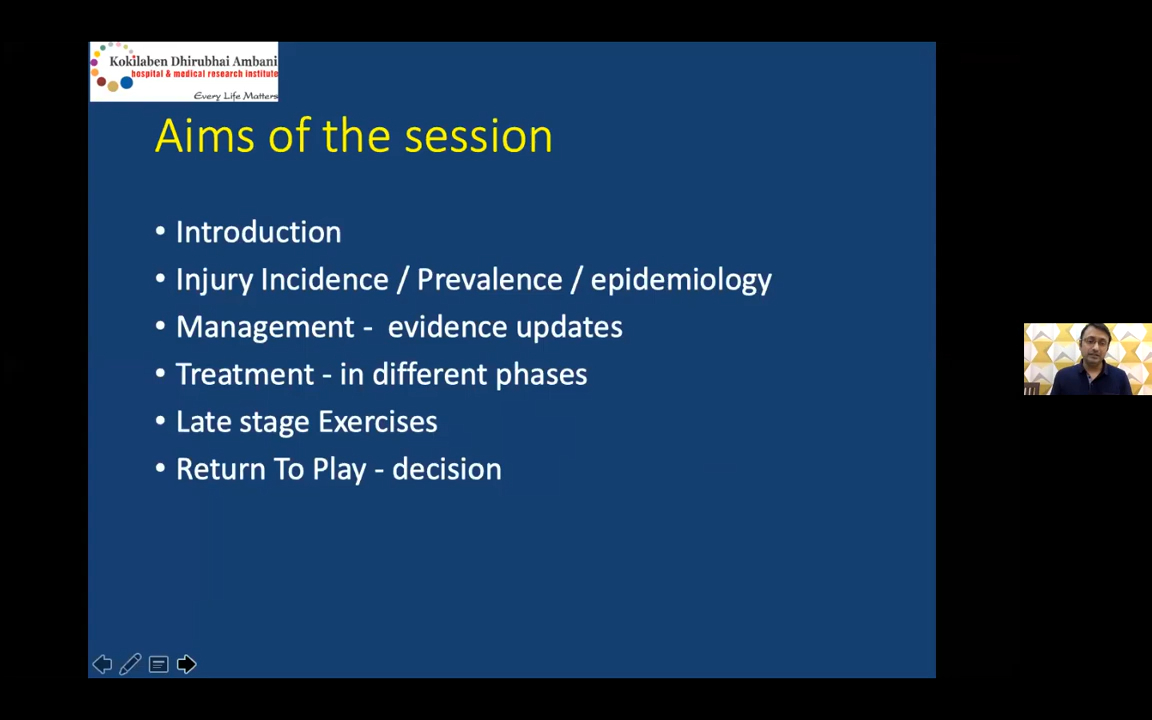 Kokilaben Dhirubhai Ambani
hospital & medical research institute
Every Life Matters
Aims of the session
• Introduction
• Injury Incidence / Prevalence / epidemiology
• Management - evidence updates
• Treatment - in different phases
• Late stage Exercises
• Return To Play - decision